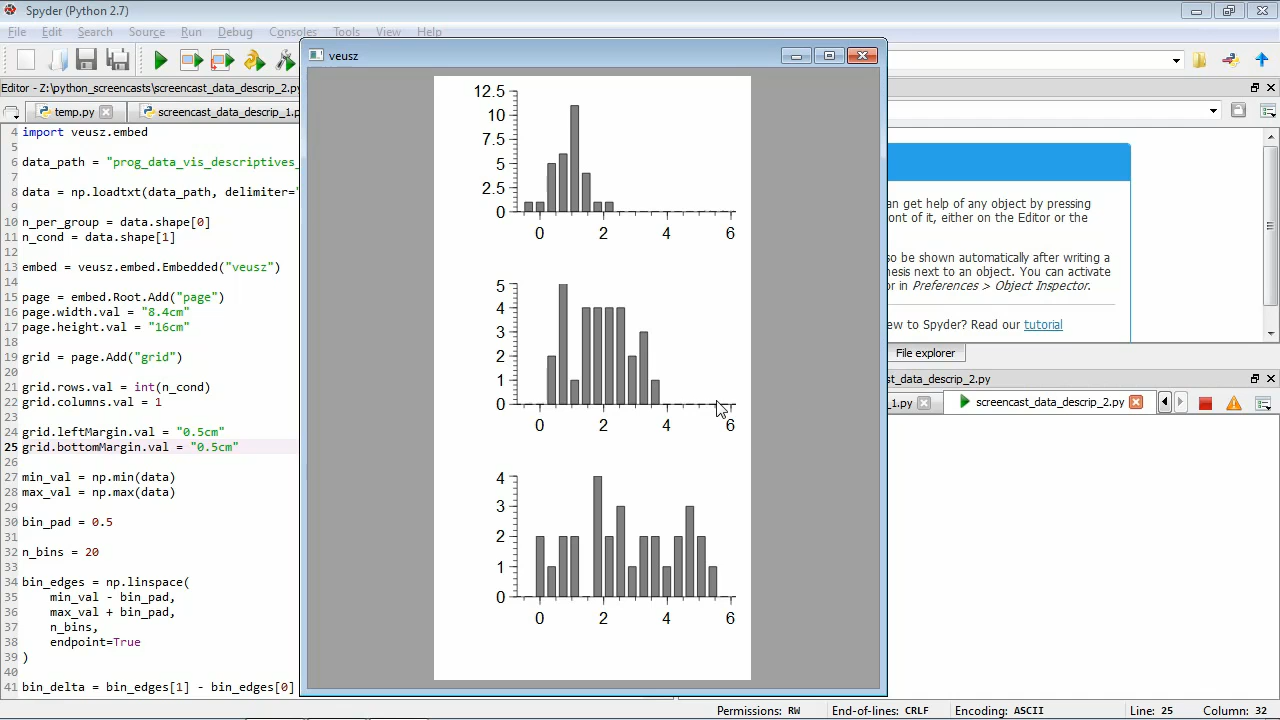 Spyder (Python 2.7)
File Edit Search Source Run Debug Consoles Tools View Help
Editor - Z:\python_screencasts\screencast_data_descrip_2.py
temp.py
screencast_data_descrip_1.p
4 import veusz.embed
5
6 data_path = "prog_data_vis_descriptives_
7
8 data = np.loadtxt(data_path, delimiter="
9
10 n_per_group = data.shape[0]
11 n_cond = data.shape[1]
12
13 embed = veusz.embed.Embedded("veusz")
14
15 page = embed.Root.Add("page")
16 page.width.val = "8.4cm"
17 page.height.val = "16cm"
18
19 grid = page.Add("grid")
20
21 grid.rows.val = int(n_cond)
22 grid.columns.val = 1
23
24 grid.leftMargin.val = "0.5cm"
25 grid.bottomMargin.val = "0.5cm"
26
27 min_val = np.min(data)
28 max_val = np.max(data)
29
30 bin_pad = 0.5
31
32 n_bins = 20
33
34 bin_edges = np.linspace(
35 min_val - bin_pad,
36 max_val + bin_pad,
37 n_bins,
38 endpoint=True
39 )
40
41 bin_delta = bin_edges[1] - bin_edges[0]
veusz
12.5
10
7.5
5
2.5
0
0 2 4 6
5
4
3
2
1
0
0 2 4 6
4
3
2
1
0
0 2 4 6
an get help of any object by pressing
ont of it, either on the Editor or the
so be shown automatically after writing a
hesis next to an object. You can activate
or in Preferences > Object Inspector.
ew to Spyder? Read our tutorial
File explorer
st_data_descrip_2.py
_1.py
screencast_data_descrip_2.py
Permissions: RW End-of-lines: CRLF Encoding: ASCII Line: 25 Column: 32